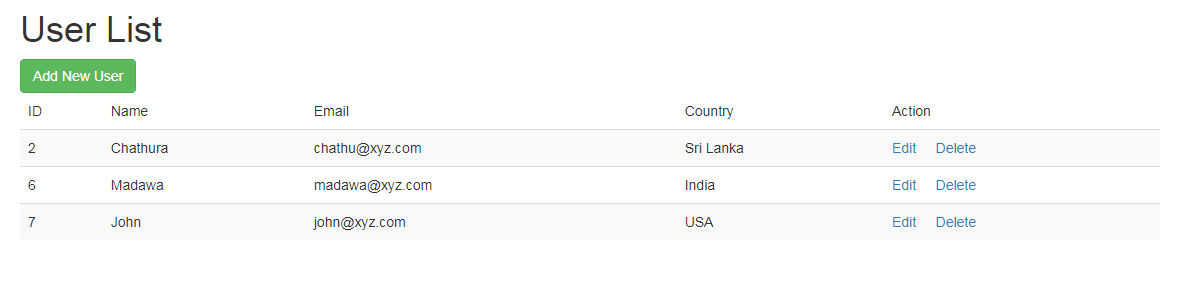 User List
Add New User
ID Name Email Country Action
2 Chathura chathu@xyz.com Sri Lanka Edit Delete
6 Madawa madawa@xyz.com India Edit Delete
7 John john@xyz.com USA Edit Delete